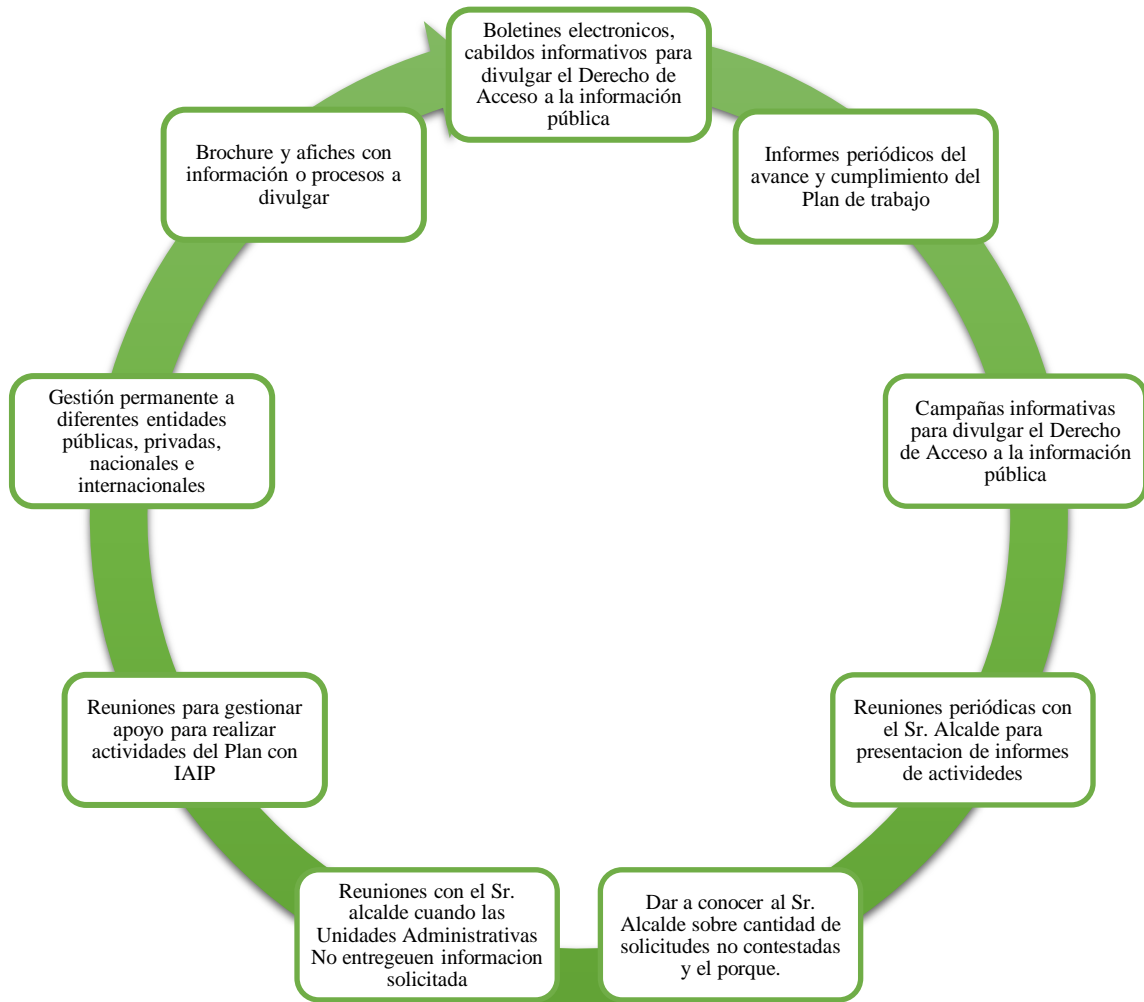 Boletines electronicos,
cabildos informativos para
divulgar el Derecho de
Acceso a la información
pública
Informes periódicos del
avance y cumplimiento del
Plan de trabajo
Campañas informativas
para divulgar el Derecho
de Acceso a la información
pública
Reuniones periódicas con
el Sr. Alcalde para
presentacion de informes
de actividedes
Dar a conocer al Sr.
Alcalde sobre cantidad de
solicitudes no contestadas
y el porque.
Reuniones con el Sr.
alcalde cuando las
Unidades Administrativas
No entregeuen informacion
solicitada
Reuniones para gestionar
apoyo para realizar
actividades del Plan con
IAIP
Gestión permanente a
diferentes entidades
públicas, privadas,
nacionales e
internacionales
Brochure y afiches con
información o procesos a
divulgar